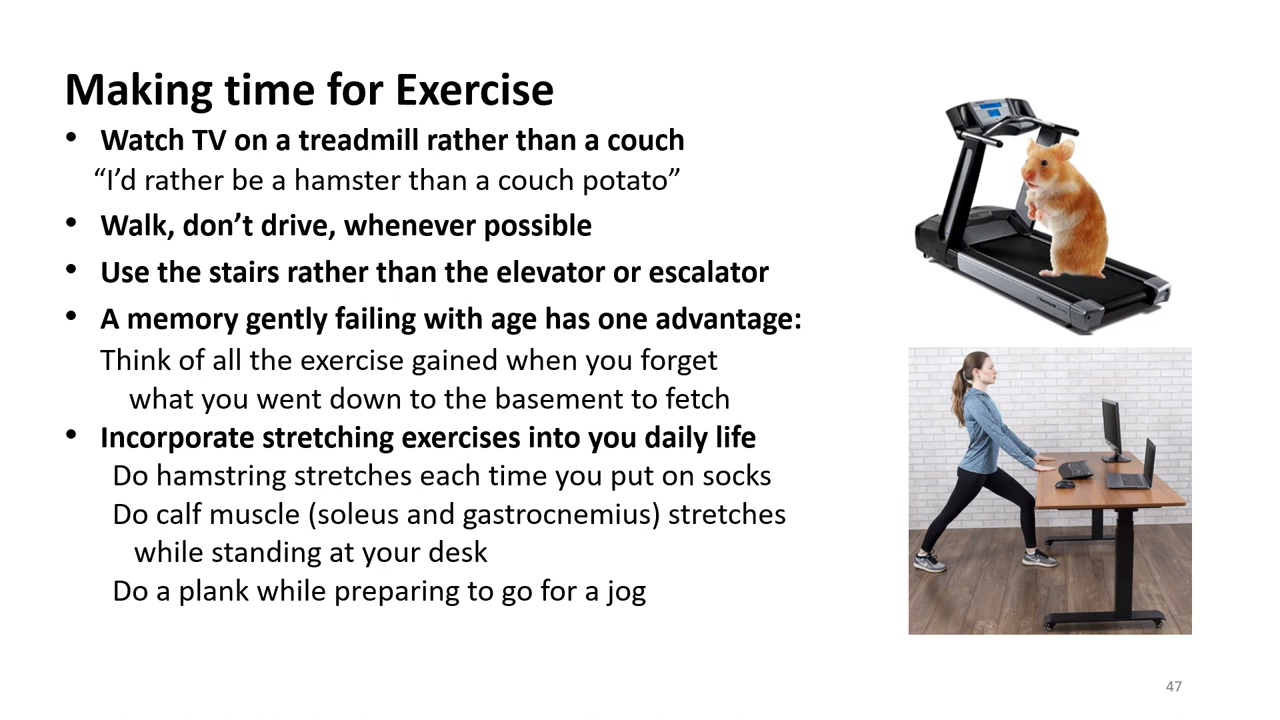 Making time for Exercise
• Watch TV on a treadmill rather than a couch
“I’d rather be a hamster than a couch potato”
• Walk, don’t drive, whenever possible
• Use the stairs rather than the elevator or escalator
• A memory gently failing with age has one advantage:
Think of all the exercise gained when you forget
what you went down to the basement to fetch
• Incorporate stretching exercises into you daily life
Do hamstring stretches each time you put on socks
Do calf muscle (soleus and gastrocnemius) stretches
while standing at your desk
Do a plank while preparing to go for a jog
47